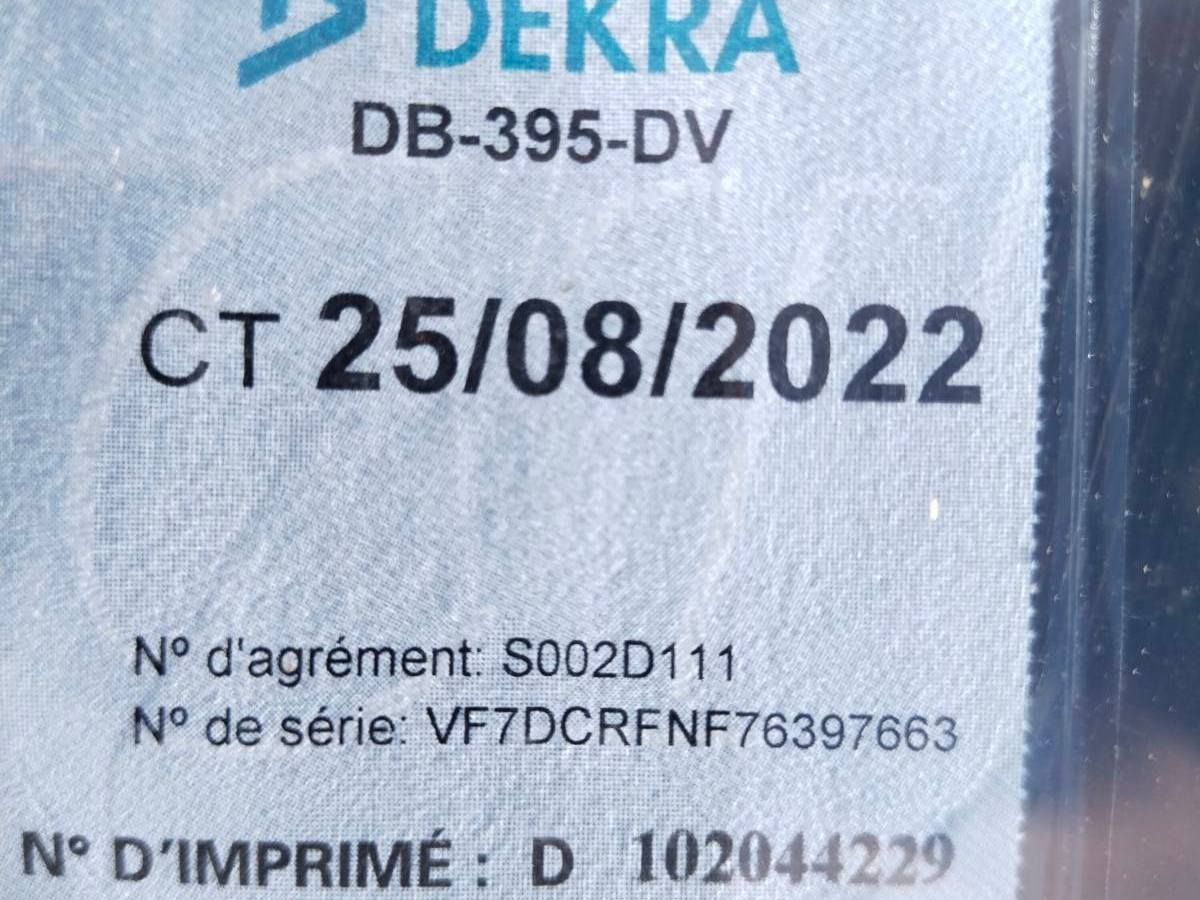 DEKRA
DB-395-DV
CT 25/08/2022
N° d'agrément: S002D111
N° de série: VF7DCRFNF76397663
N° D'IMPRIMÉ : D 102044229